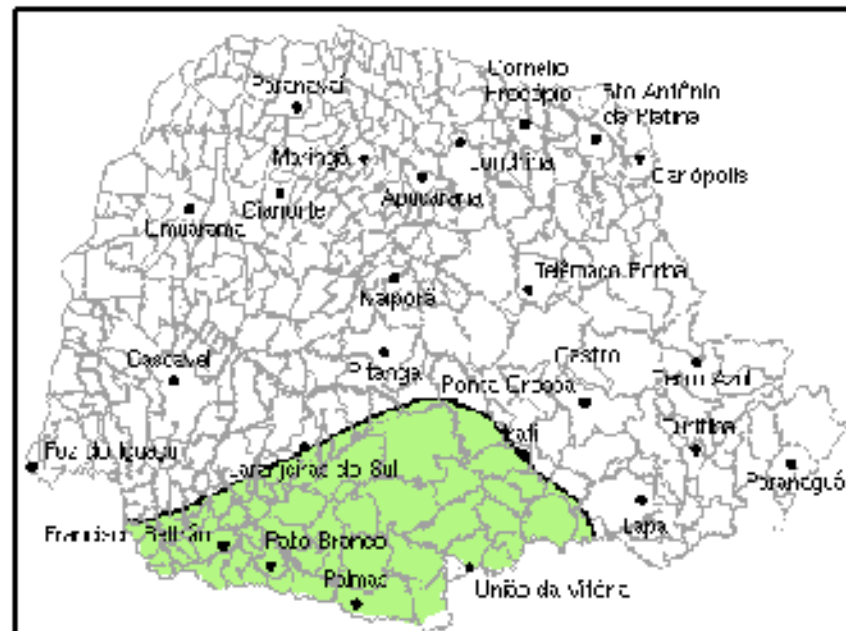 Cornélio
Procópio
Sto Antônio
da Platina
Paranavaí
Maringá
Londrina
Carlópolis
Apucarana
Cianorte
Umuarama
Telêmaco Borba
Ivaiporã
Cascavel
Pitanga
Castro
Ponta Grossa
Cerro Azul
Irati
Curitiba
Foz do Iguaçu
Laranjeiras do Sul
Paranaguá
Lapa
Francisco Beltrão
Pato Branco
Palmas
União da Vitória